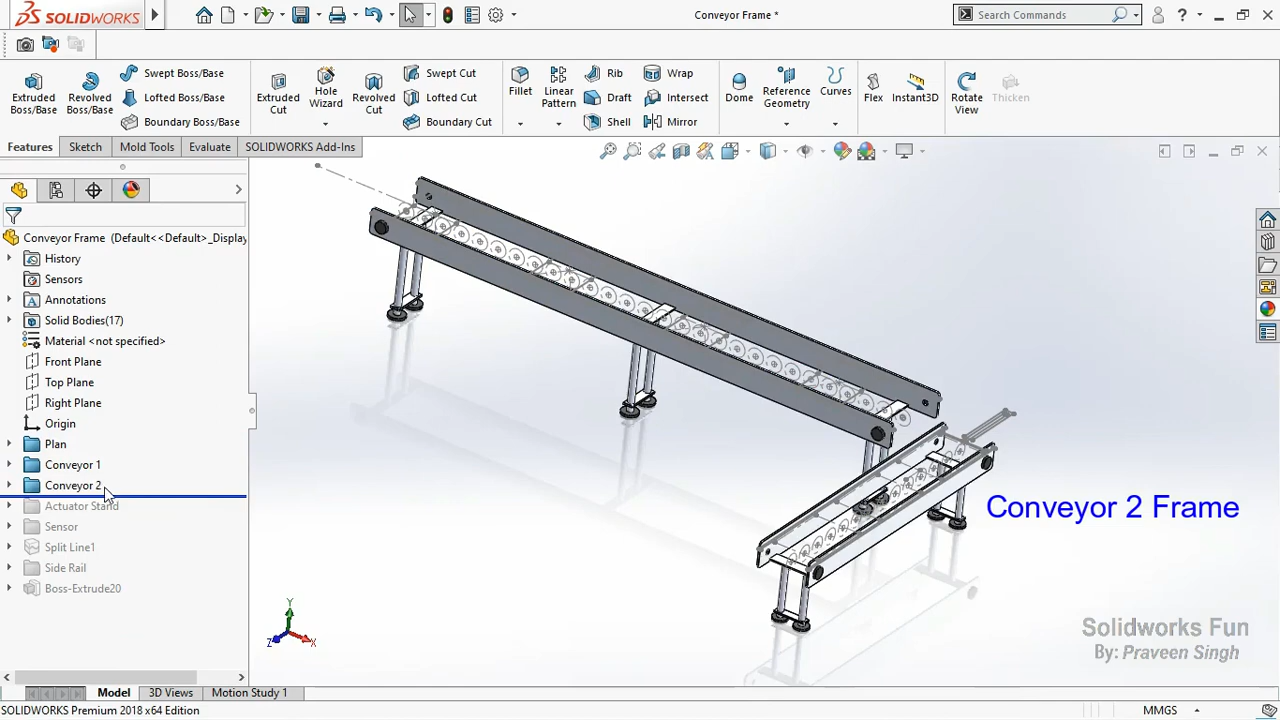 SOLIDWORKS
Conveyor Frame *
Search Commands
Extruded Boss/Base
Revolved Boss/Base
Swept Boss/Base
Lofted Boss/Base
Boundary Boss/Base
Extruded Cut
Hole Wizard
Revolved Cut
Swept Cut
Lofted Cut
Boundary Cut
Fillet
Linear Pattern
Rib
Draft
Shell
Wrap
Intersect
Mirror
Dome
Reference Geometry
Curves
Flex
Instant3D
Rotate View
Thicken
Features
Sketch
Mold Tools
Evaluate
SOLIDWORKS Add-Ins
Conveyor Frame (Default<<Default>_Display
History
Sensors
Annotations
Solid Bodies(17)
Material <not specified>
Front Plane
Top Plane
Right Plane
Origin
Plan
Conveyor 1
Conveyor 2
Actuator Stand
Sensor
Split Line1
Side Rail
Boss-Extrude20
Conveyor 2 Frame
Y
Z
X
Solidworks Fun
By: Praveen Singh
Model
3D Views
Motion Study 1
SOLIDWORKS Premium 2018 x64 Edition
MMGS